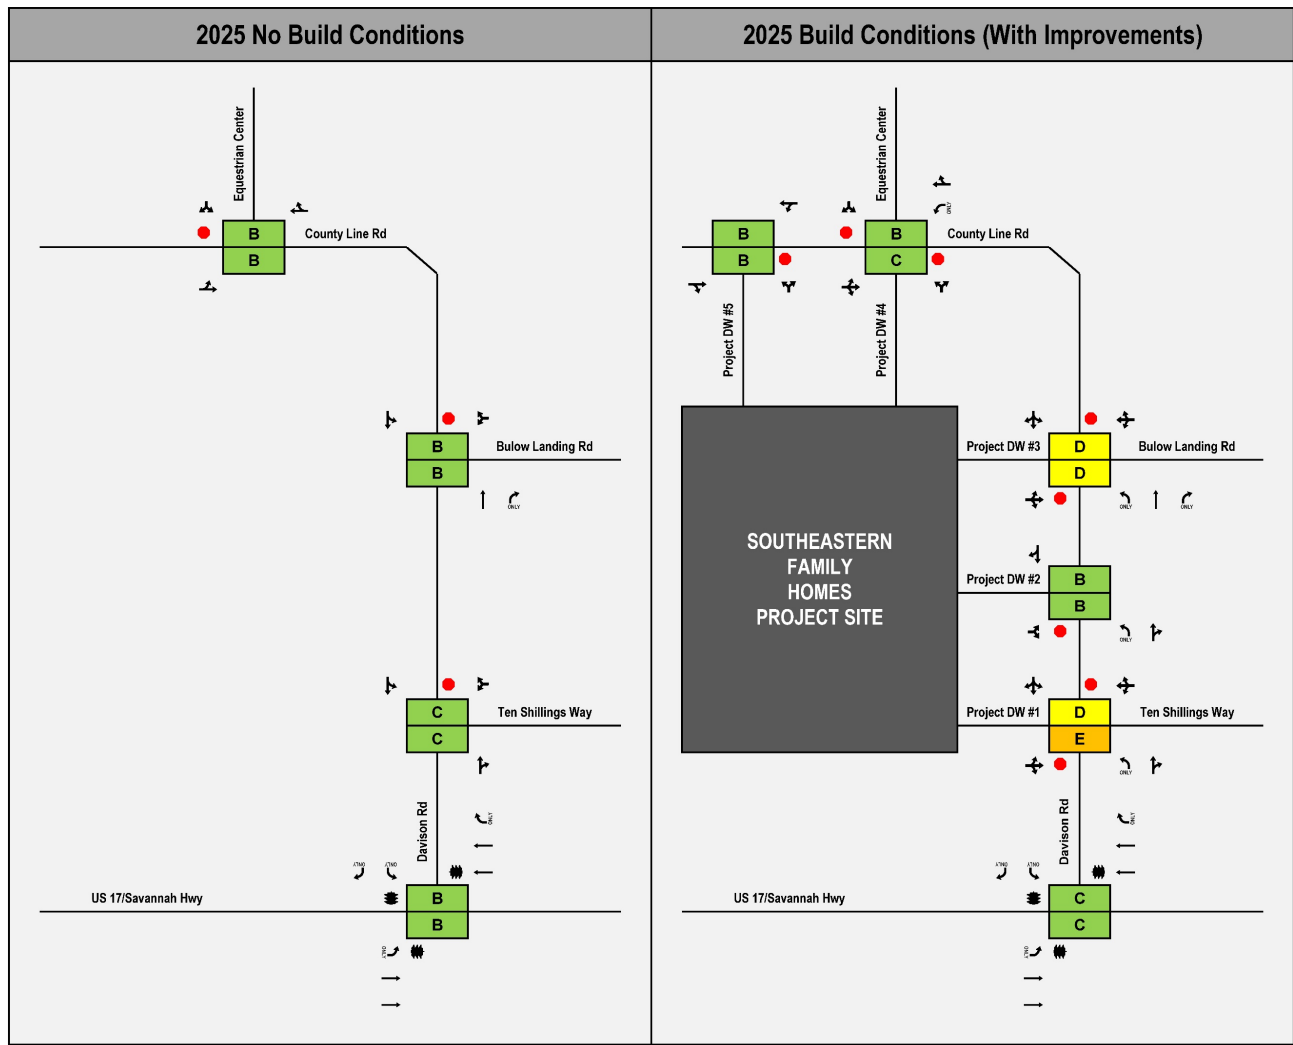 2025 No Build Conditions
Equestrian Center
B
B
County Line Rd
B
B
Bulow Landing Rd
ONLY
C
C
Ten Shillings Way
Davison Rd
ONLY
ONLY
ONLY
US 17/Savannah Hwy
B
B
ONLY
2025 Build Conditions (With Improvements)
Equestrian Center
ONLY
B
B
B
C
County Line Rd
Project DW #5
Project DW #4
Project DW #3
D
D
Bulow Landing Rd
ONLY
ONLY
SOUTHEASTERN
FAMILY
HOMES
PROJECT SITE
Project DW #2
B
B
ONLY
Project DW #1
D
E
Ten Shillings Way
ONLY
Davison Rd
ONLY
ONLY
ONLY
US 17/Savannah Hwy
C
C
ONLY